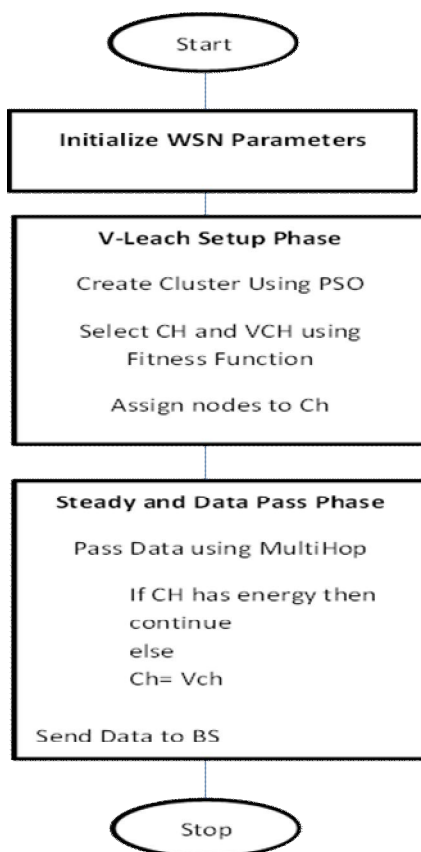 Start
Initialize WSN Parameters
V-Leach Setup Phase
Create Cluster Using PSO
Select CH and VCH using
Fitness Function
Assign nodes to Ch
Steady and Data Pass Phase
Pass Data using MultiHop
If CH has energy then
continue
else
Ch= Vch
Send Data to BS
Stop